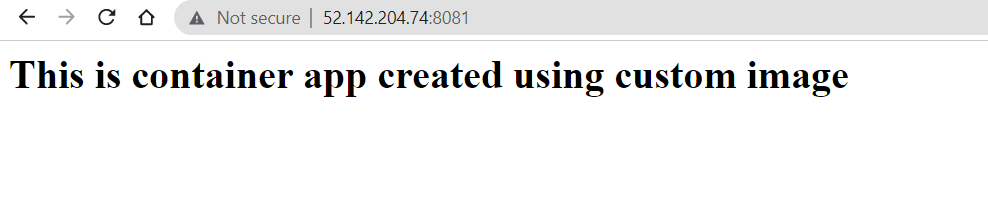 Not secure | 52.142.204.74:8081
This is container app created using custom image